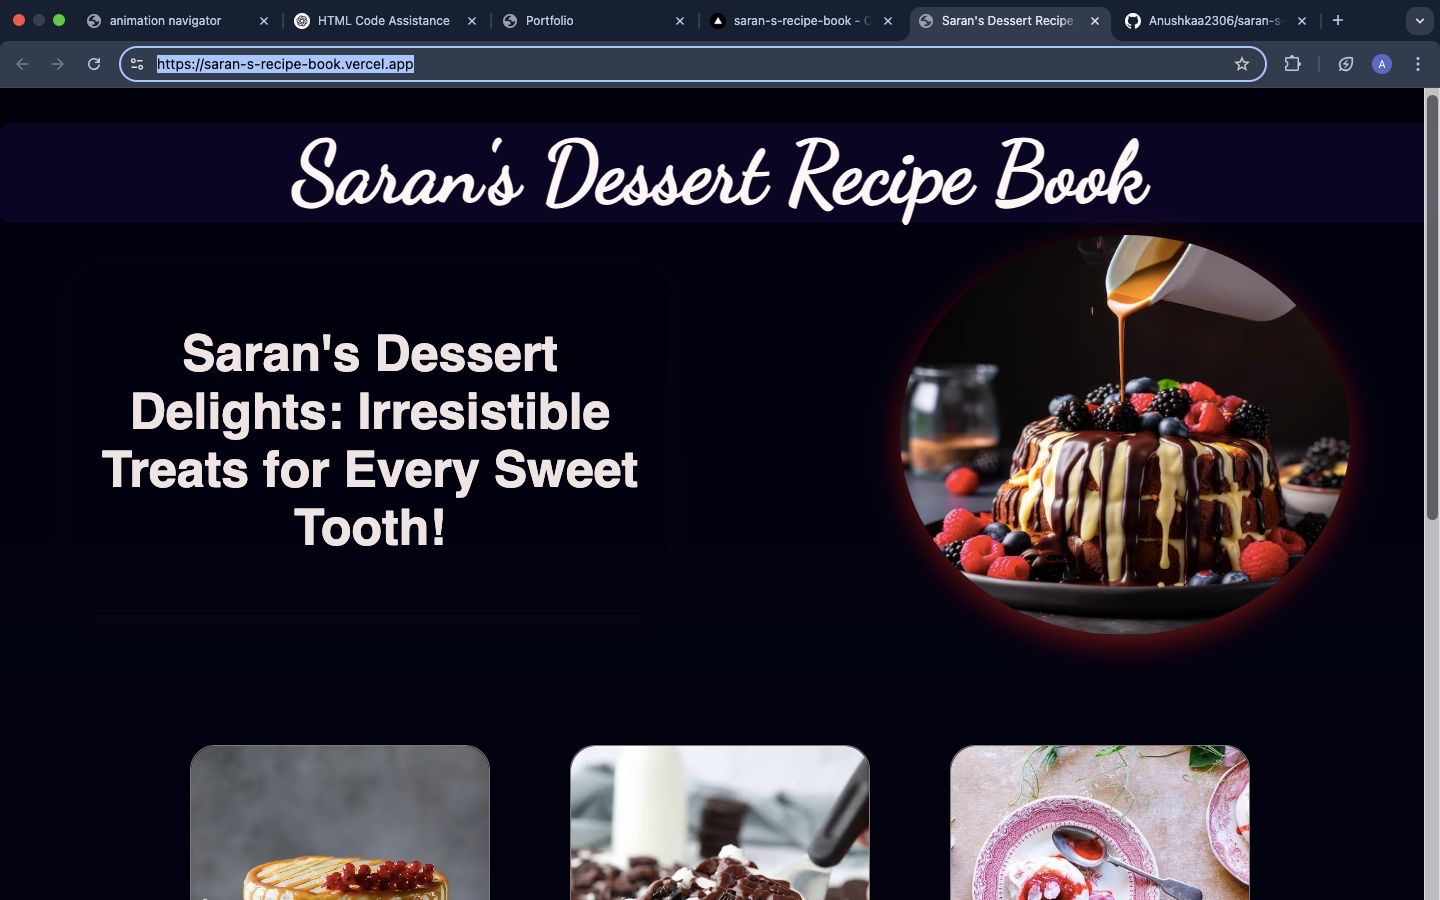 animation navigator
HTML Code Assistance
Portfolio
saran-s-recipe-book -
Saran's Dessert Recipe
Anushkaa2306/saran-s-
https://saran-s-recipe-book.vercel.app
A
Saran's Dessert Recipe Book
Saran's Dessert
Delights: Irresistible
Treats for Every Sweet
Tooth!